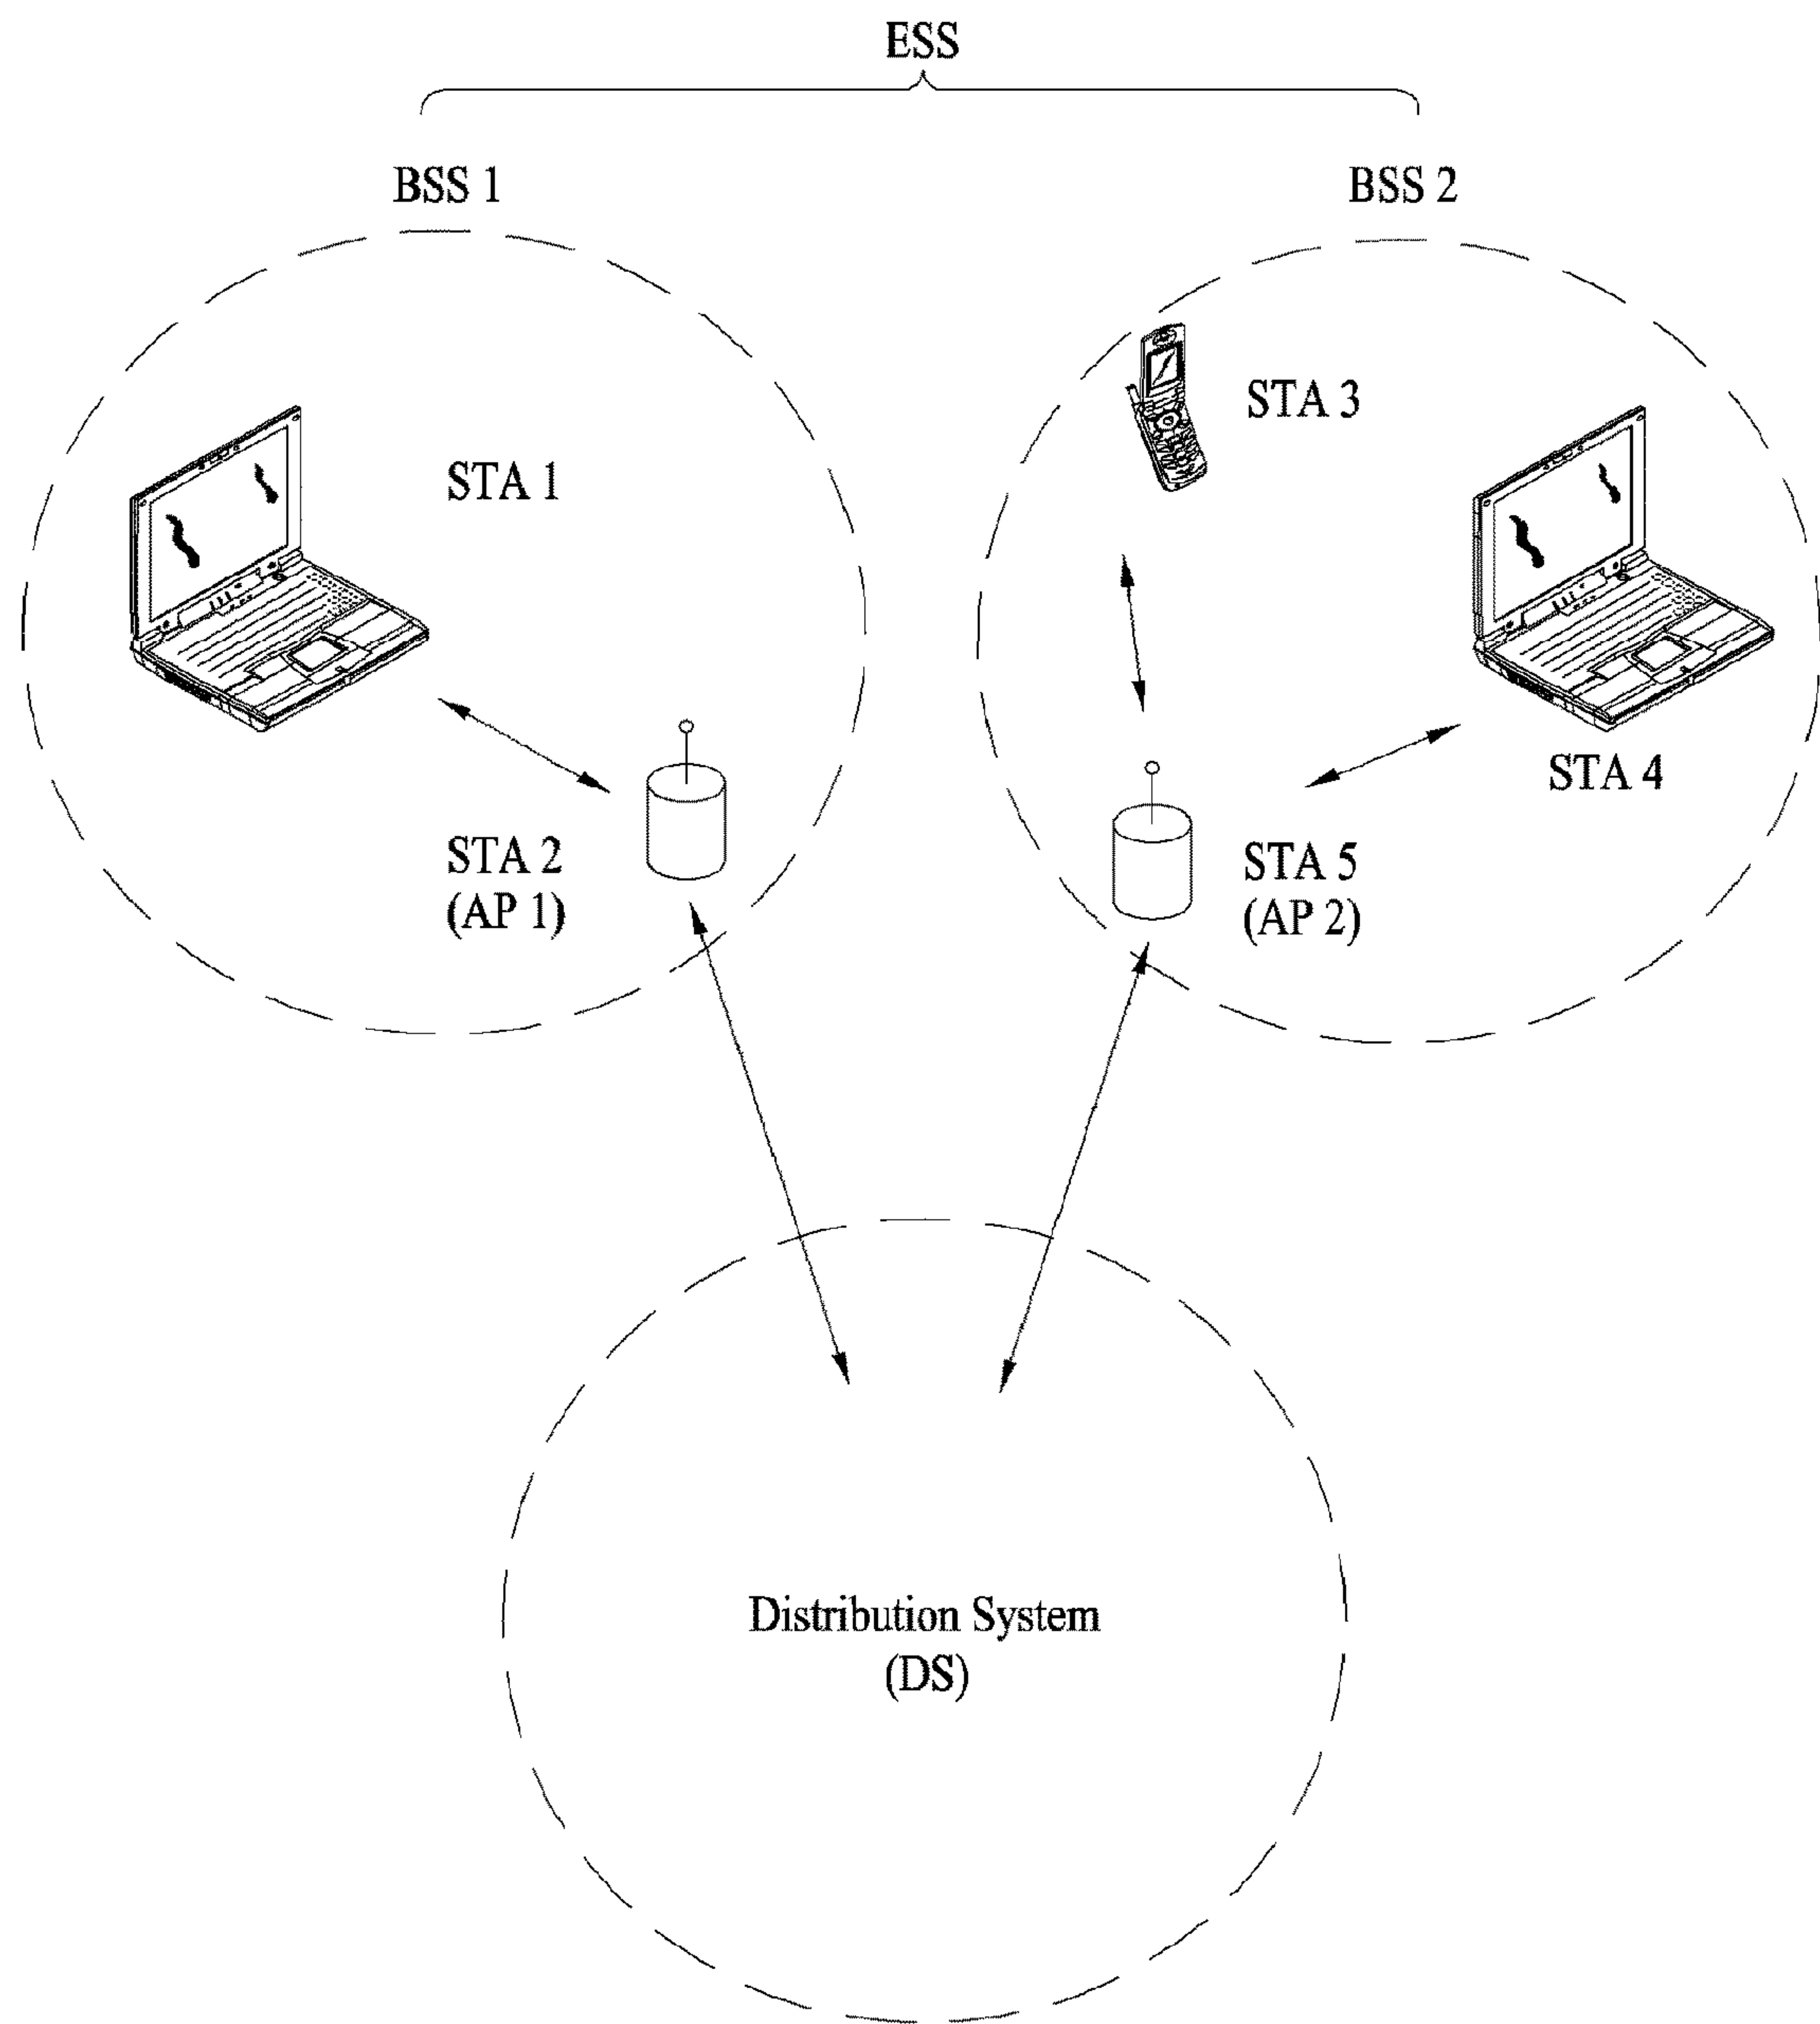 ESS
BSS 1
BSS 2
STA 3
STA 1
STA 4
STA 2
(AP 1)
STA 5
(AP 2)
Distribution System
(DS)